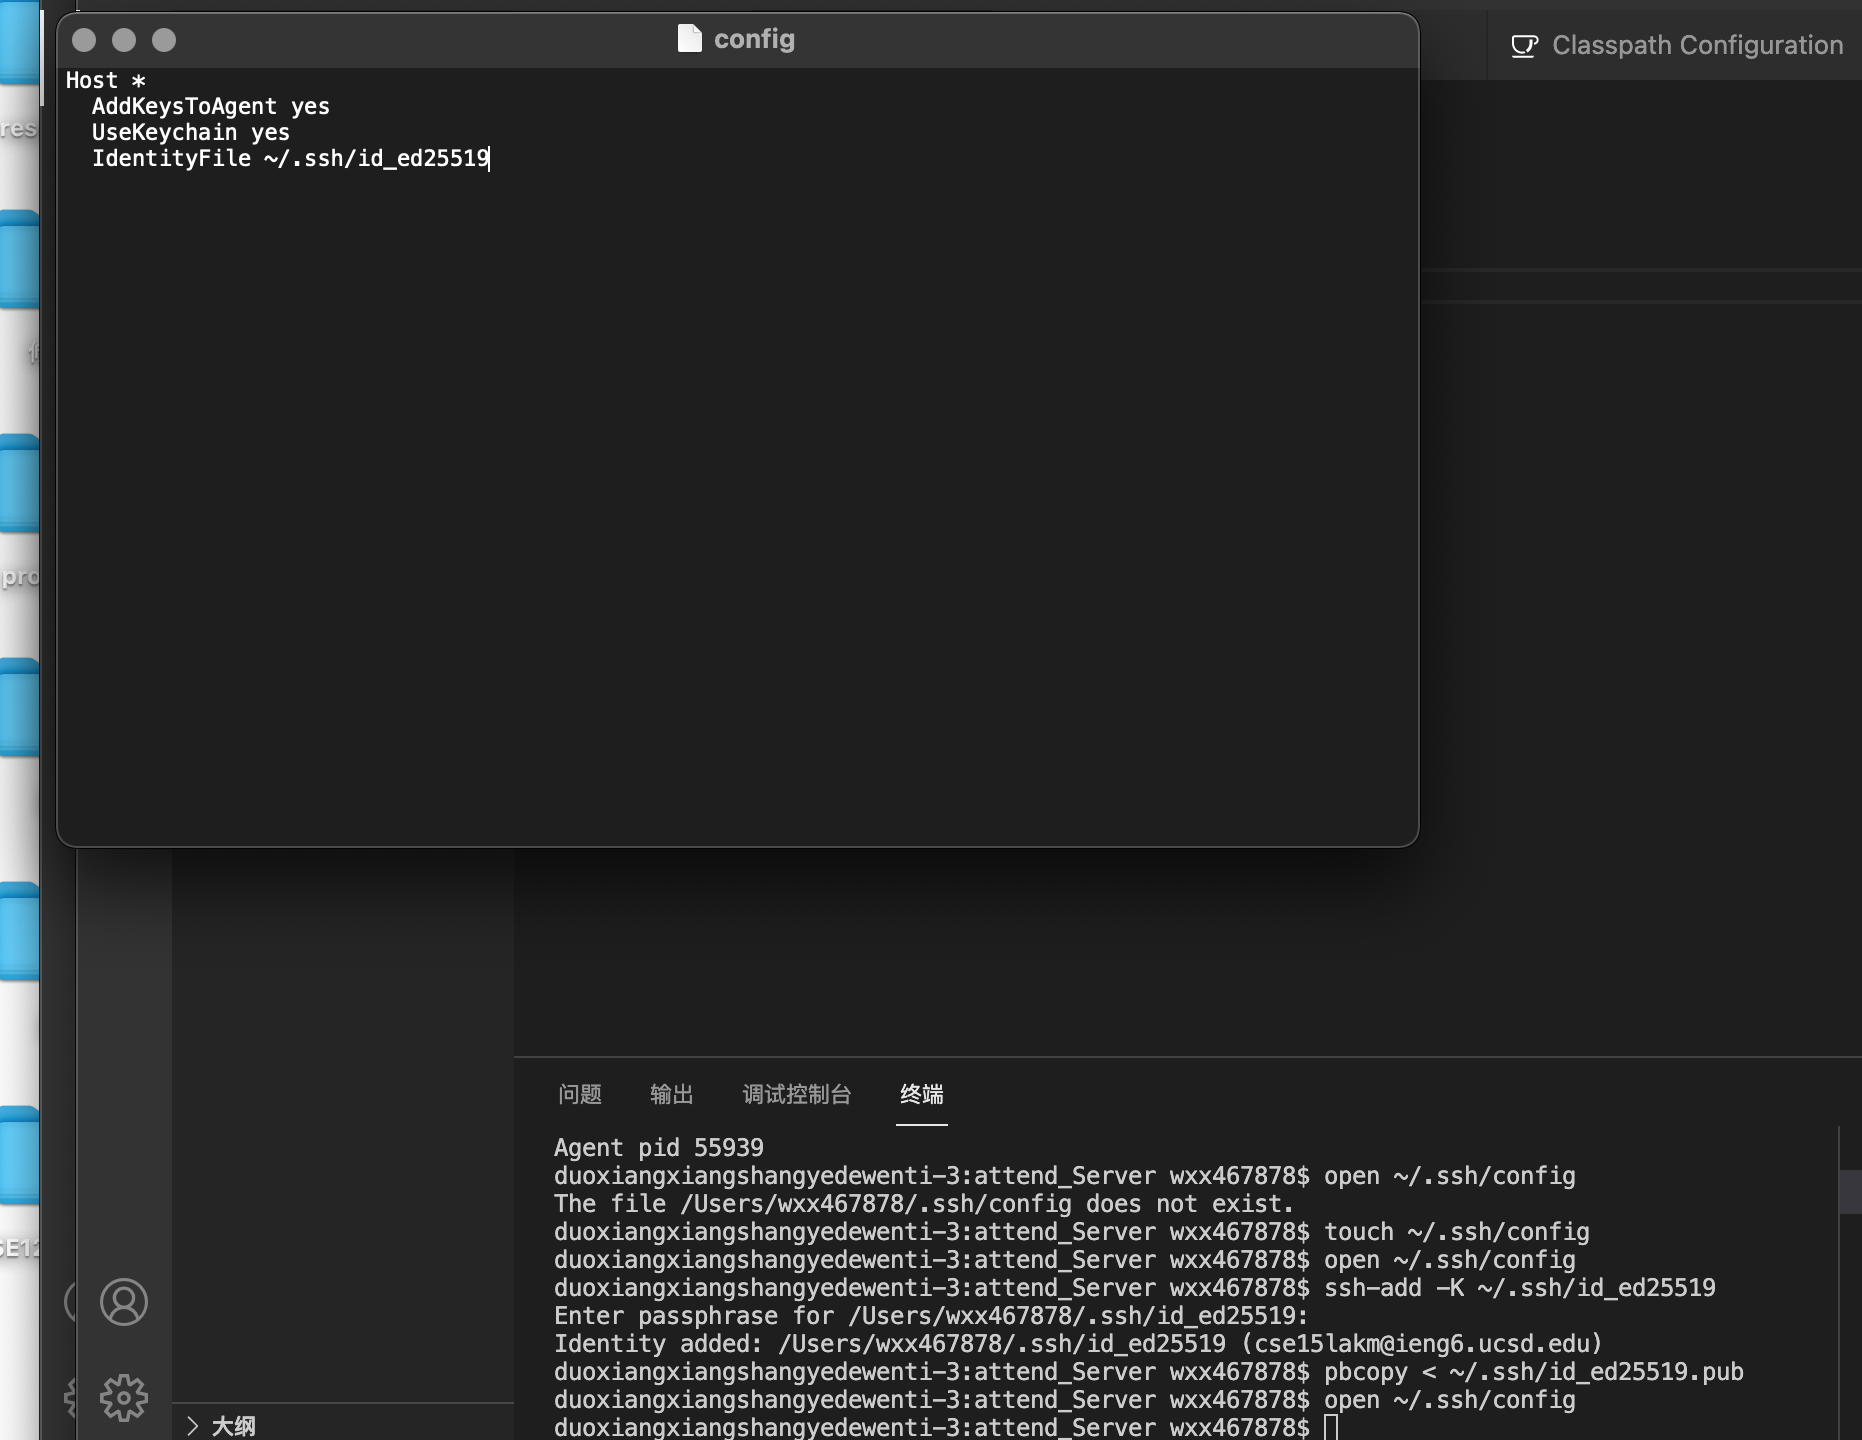 config
Classpath Configuration
Host *
AddKeysToAgent yes
UseKeychain yes
IdentityFile ~/.ssh/id_ed25519
res
pro
问题 输出 调试控制台 终端
Agent pid 55939
duoxiangxiangshangyedewenti-3:attend_Server wxx467878$ open ~/.ssh/config
The file /Users/wxx467878/.ssh/config does not exist.
duoxiangxiangshangyedewenti-3:attend_Server wxx467878$ touch ~/.ssh/config
duoxiangxiangshangyedewenti-3:attend_Server wxx467878$ open ~/.ssh/config
duoxiangxiangshangyedewenti-3:attend_Server wxx467878$ ssh-add -K ~/.ssh/id_ed25519
Enter passphrase for /Users/wxx467878/.ssh/id_ed25519:
Identity added: /Users/wxx467878/.ssh/id_ed25519 (cse15lakm@ieng6.ucsd.edu)
duoxiangxiangshangyedewenti-3:attend_Server wxx467878$ pbcopy < ~/.ssh/id_ed25519.pub
duoxiangxiangshangyedewenti-3:attend_Server wxx467878$ open ~/.ssh/config
duoxiangxiangshangyedewenti-3:attend_Server wxx467878$
大纲